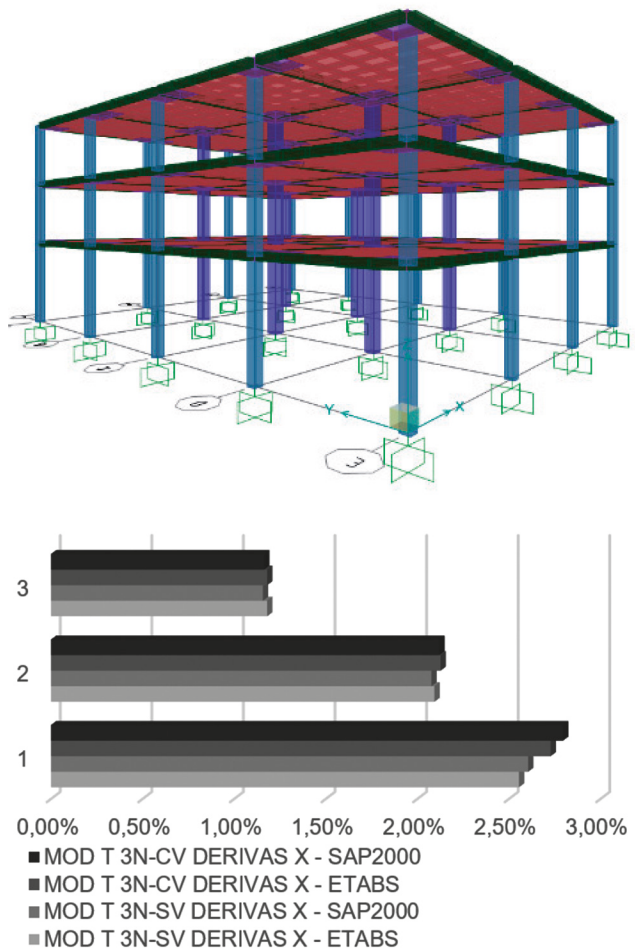 Y
X
E
3
2
1
0,00% 0,50% 1,00% 1,50% 2,00% 2,50% 3,00%
MOD T 3N-CV DERIVAS X - SAP2000
MOD T 3N-CV DERIVAS X - ETABS
MOD T 3N-SV DERIVAS X - SAP2000
MOD T 3N-SV DERIVAS X - ETABS